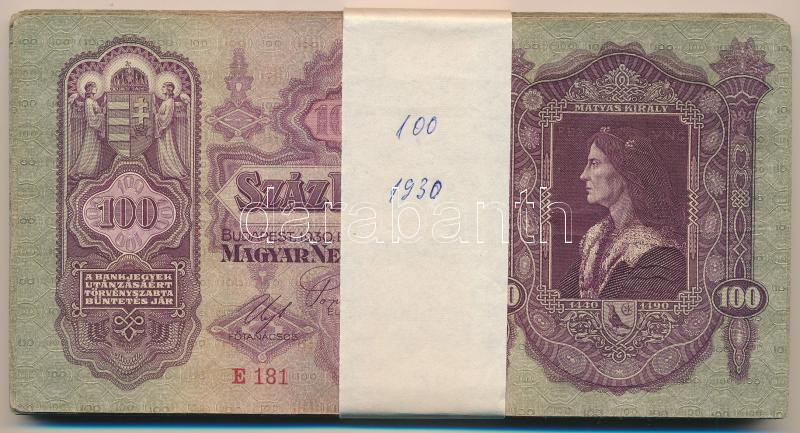 100
SZÁZ
BUDAPEST, 1930.
MAGYAR NE
A BANKJEGYEK
UTÁNZÁSÁÉRT
TÖRVÉNYSZABTA
BÜNTETÉS JÁR
FŐTANÁCSOS
E 181
100
1930
MÁTYÁS KIRÁLY
1440 1490
100
darabanth